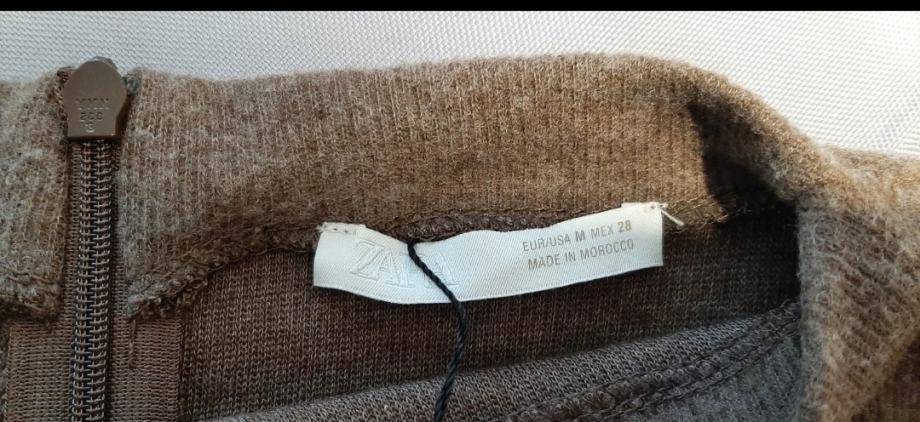 ZARA
EUR/USA M MEX 28
MADE IN MOROCCO